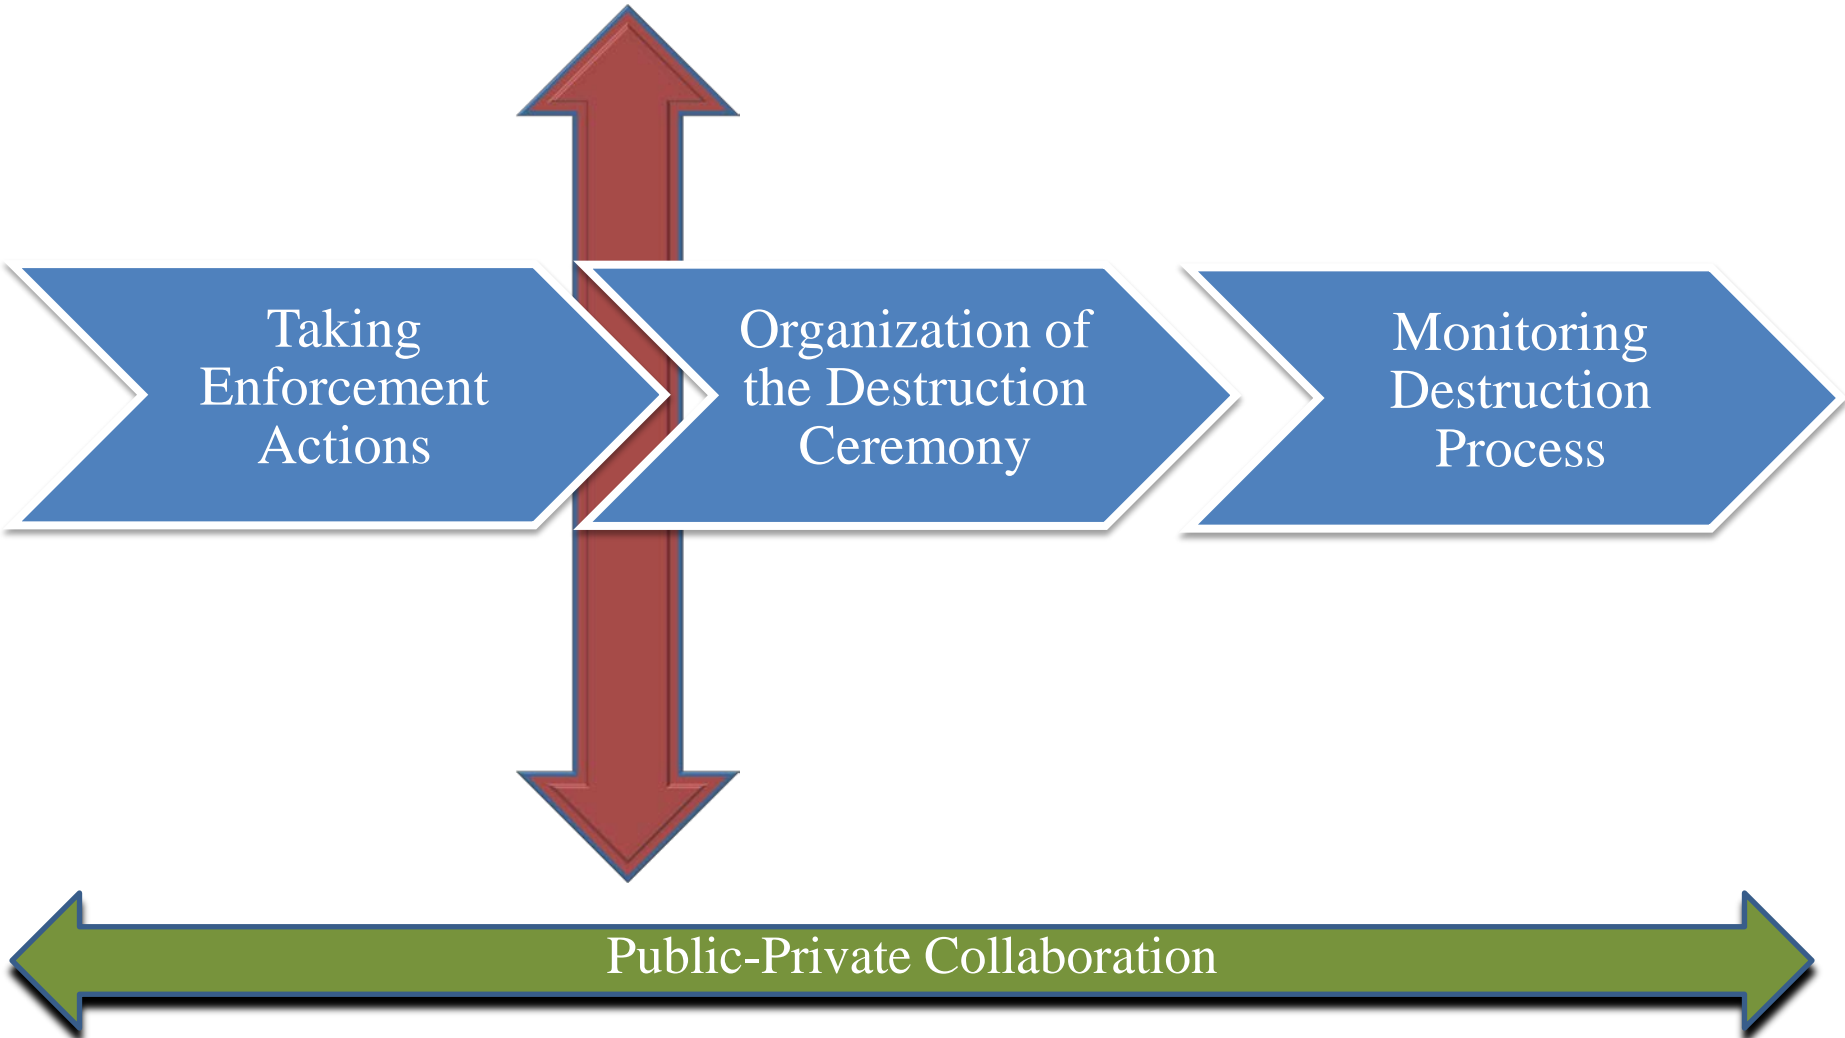 Taking
Enforcement
Actions
Organization of
the Destruction
Ceremony
Monitoring
Destruction
Process
Public-Private Collaboration